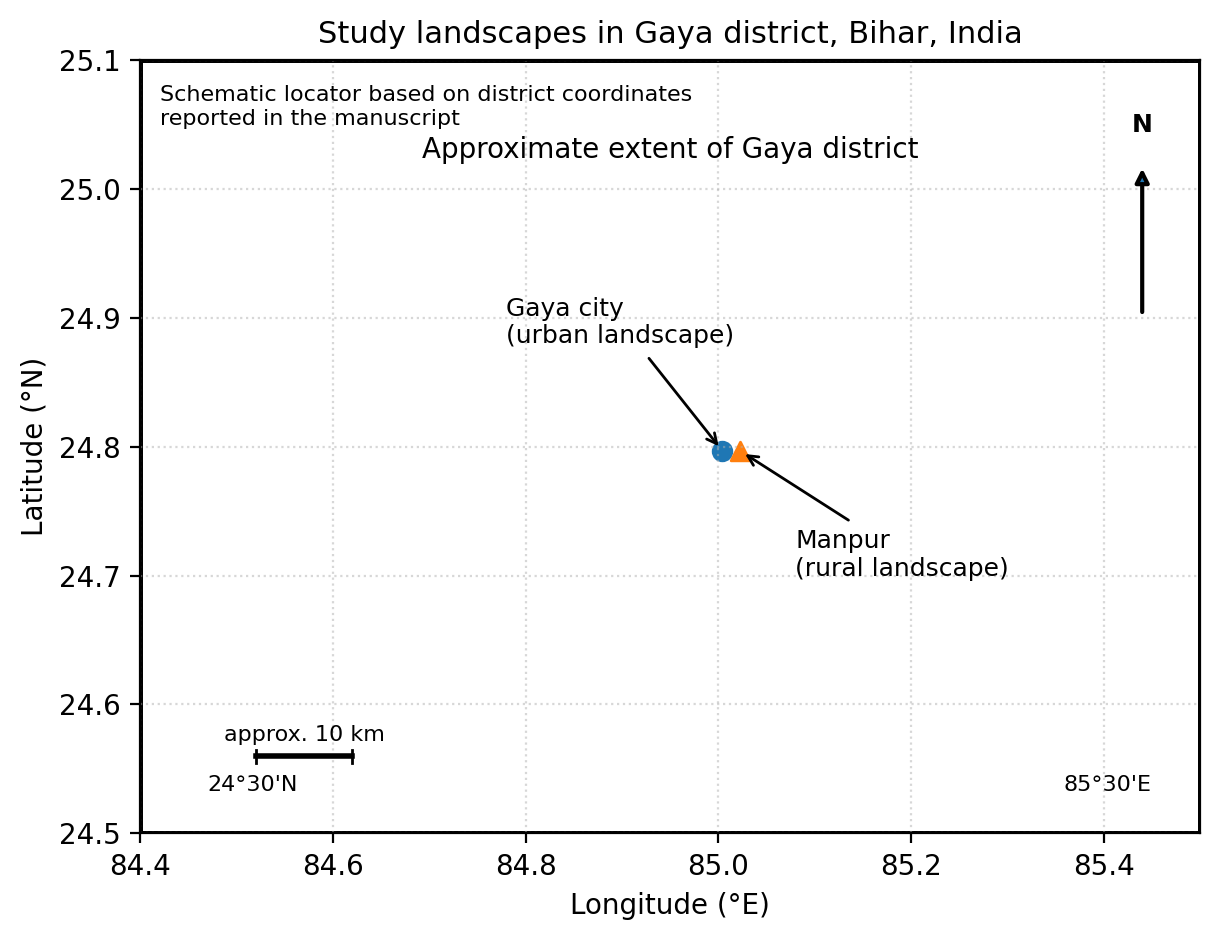 Study landscapes in Gaya district, Bihar, India
25.1
Schematic locator based on district coordinates
reported in the manuscript
N
Approximate extent of Gaya district
25.0
Gaya city
(urban landscape)
24.9
Latitude (°N)
24.8
Manpur
(rural landscape)
24.7
24.6
approx. 10 km
24°30'N
85°30'E
24.5
84.4 84.6 84.8 85.0 85.2 85.4
Longitude (°E)